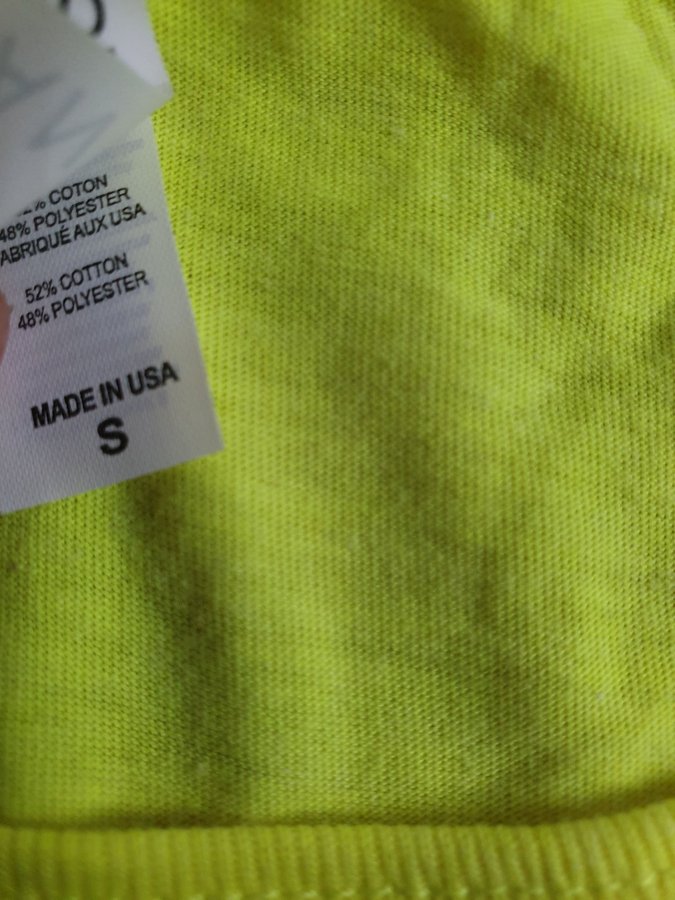 % COTON
48% POLYESTER
ABRIQUÉ AUX USA
52% COTTON
48% POLYESTER
MADE IN USA
S